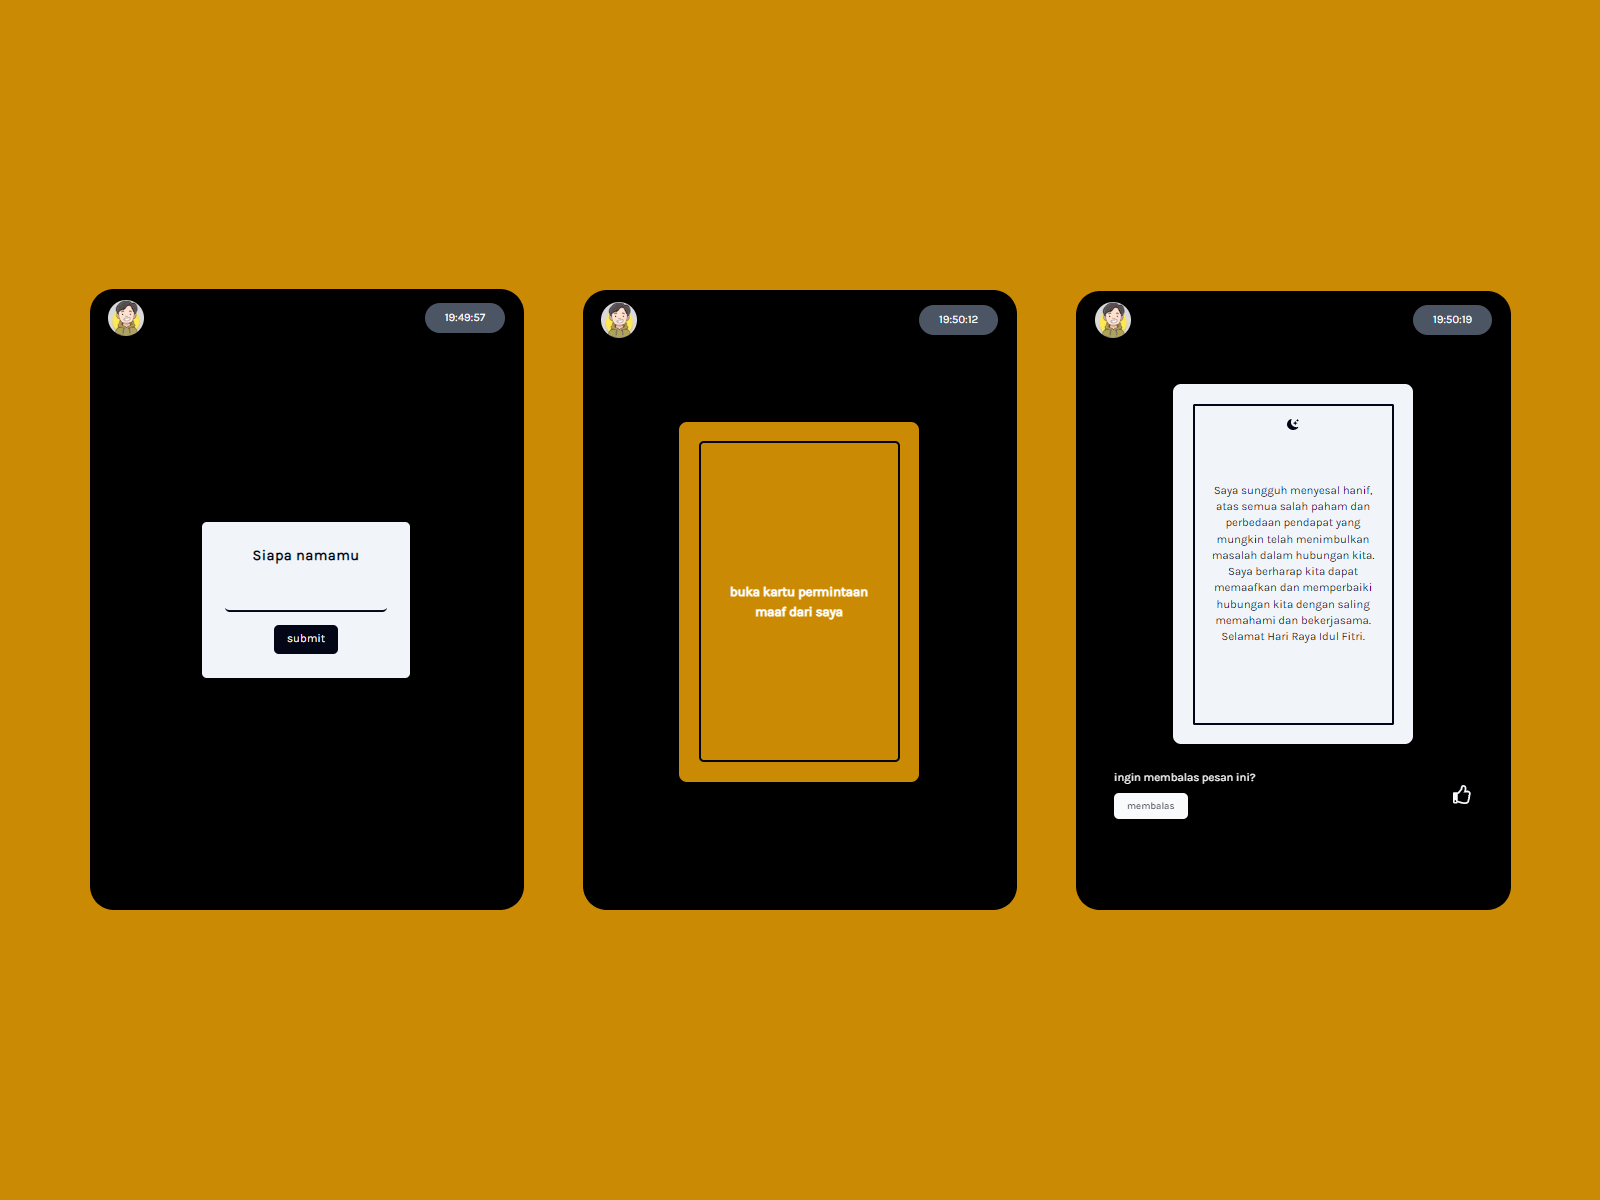 19:49:57
Siapa namamu
submit
19:50:12
buka kartu permintaan
maaf dari saya
19:50:19
Saya sungguh menyesal hanif,
atas semua salah paham dan
perbedaan pendapat yang
mungkin telah menimbulkan
masalah dalam hubungan kita.
Saya berharap kita dapat
memaafkan dan memperbaiki
hubungan kita dengan saling
memahami dan bekerjasama.
Selamat Hari Raya Idul Fitri.
ingin membalas pesan ini?
membalas